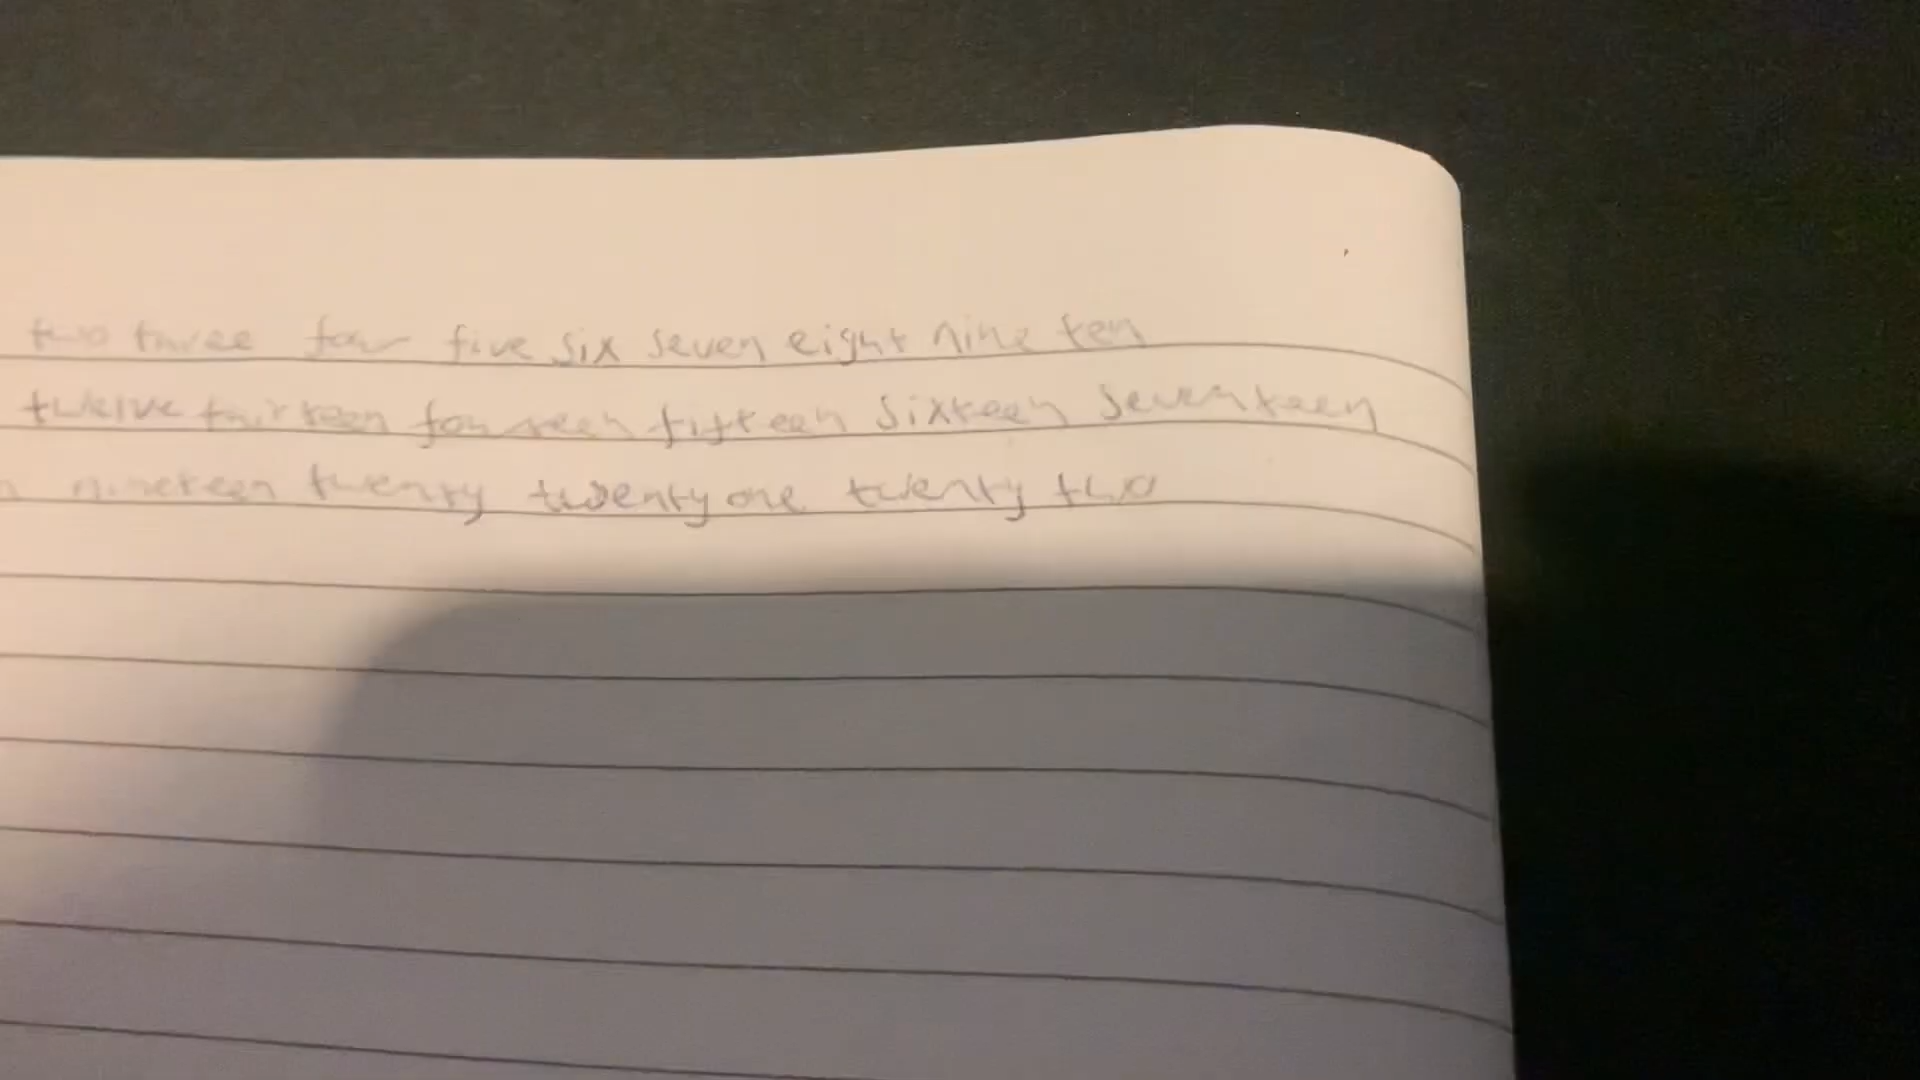 two three four five six seven eight nine ten
twelve thirteen fourteen fifteen sixteen seventeen
n nineteen twenty twenty one twenty two